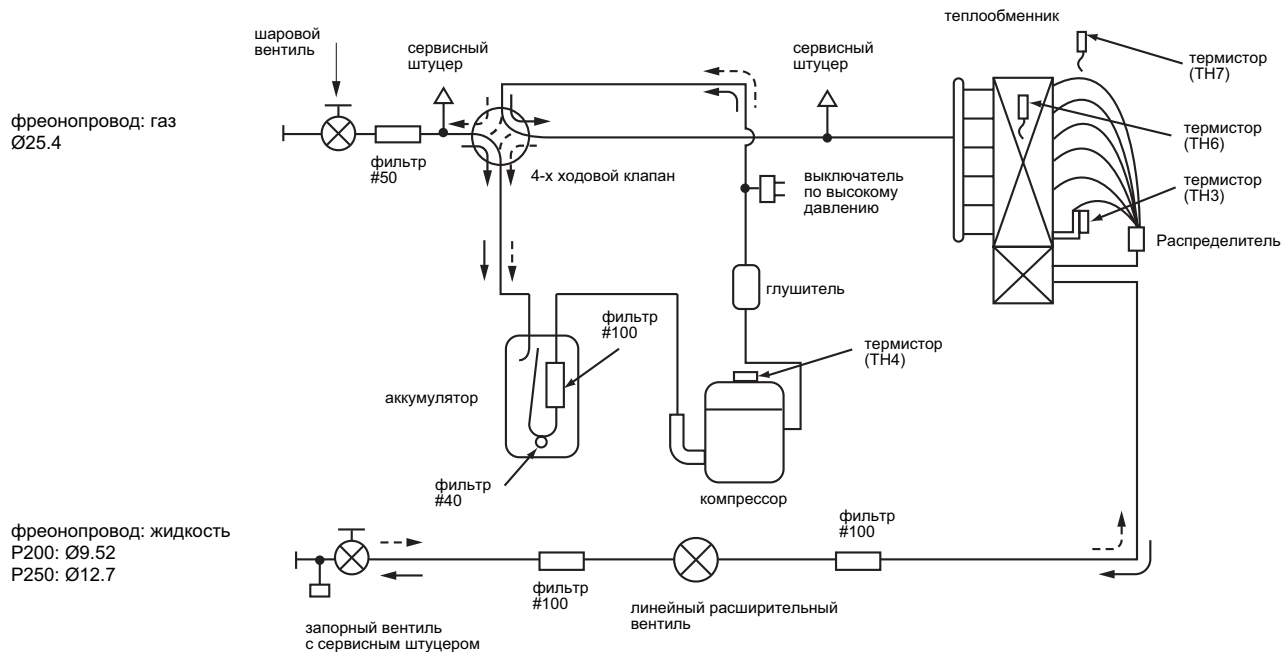 теплообменник
шаровой
вентиль
сервисный
штуцер
сервисный
штуцер
термистор
(TH7)
фреонопровод: газ
Ø25.4
термистор
(TH6)
фильтр
#50
4-х ходовой клапан
выключатель
по высокому
давлению
термистор
(TH3)
Распределитель
глушитель
фильтр
#100
термистор
(TH4)
аккумулятор
фильтр
#40
компрессор
фреонопровод: жидкость
P200: Ø9.52
P250: Ø12.7
фильтр
#100
фильтр
#100
линейный расширительный
вентиль
запорный вентиль
с сервисным штуцером